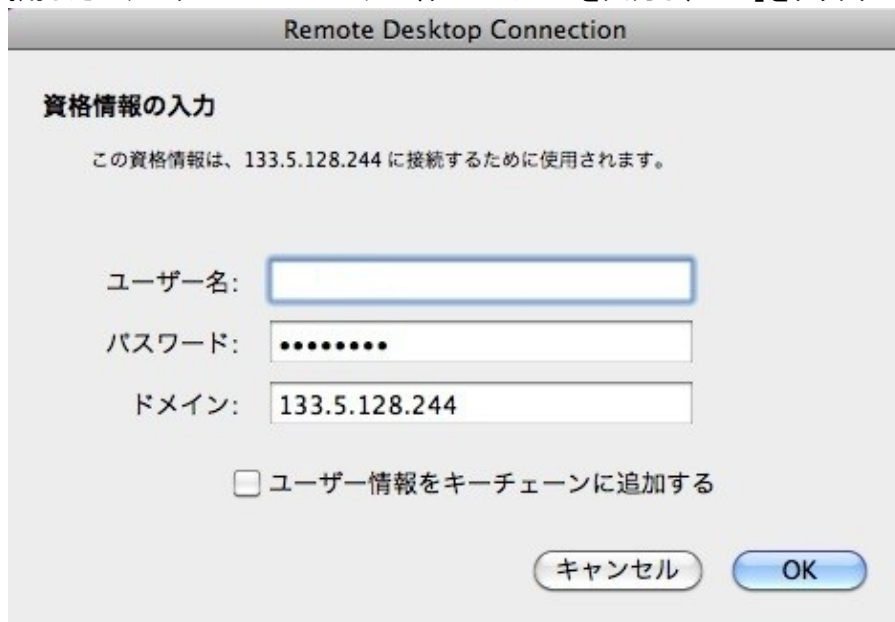 Remote Desktop Connection
資格情報の入力
この資格情報は、133.5.128.244 に接続するために使用されます。
ユーザー名:
パスワード: ••••••••
ドメイン: 133.5.128.244
ユーザー情報をキーチェーンに追加する
キャンセル OK